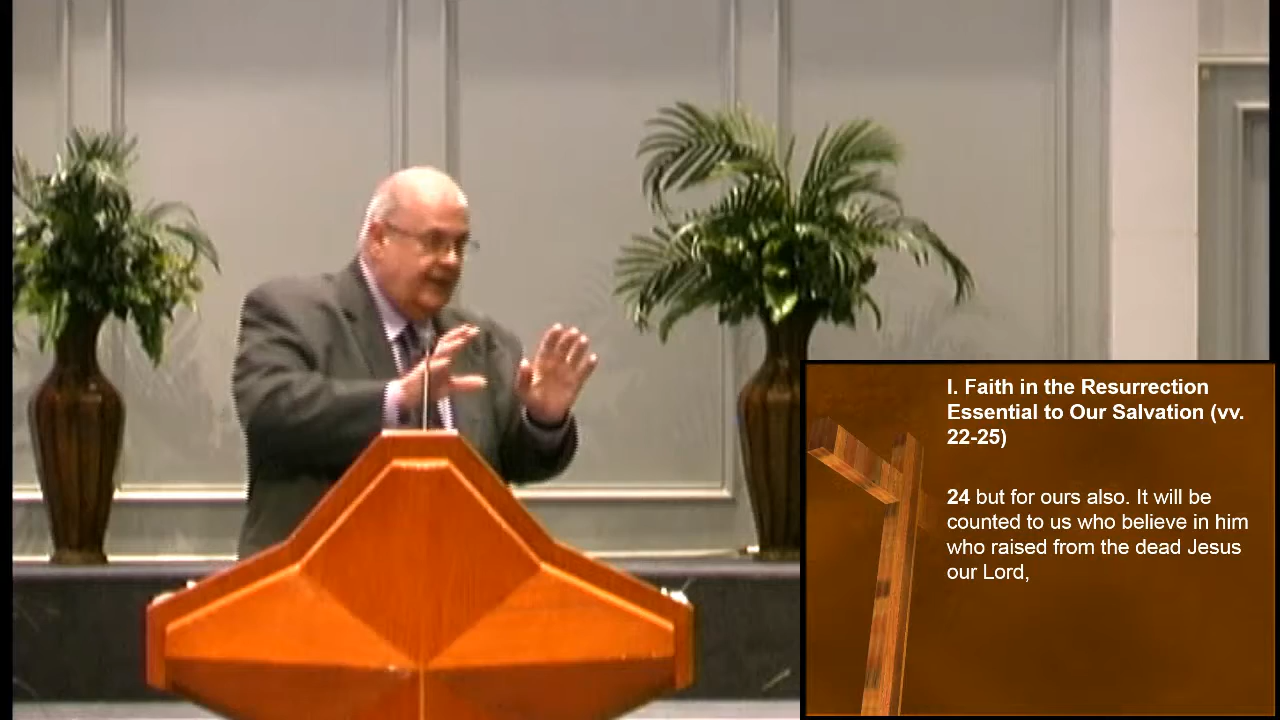 I. Faith in the Resurrection
Essential to Our Salvation (vv.
22-25)
24 but for ours also. It will be
counted to us who believe in him
who raised from the dead Jesus
our Lord,